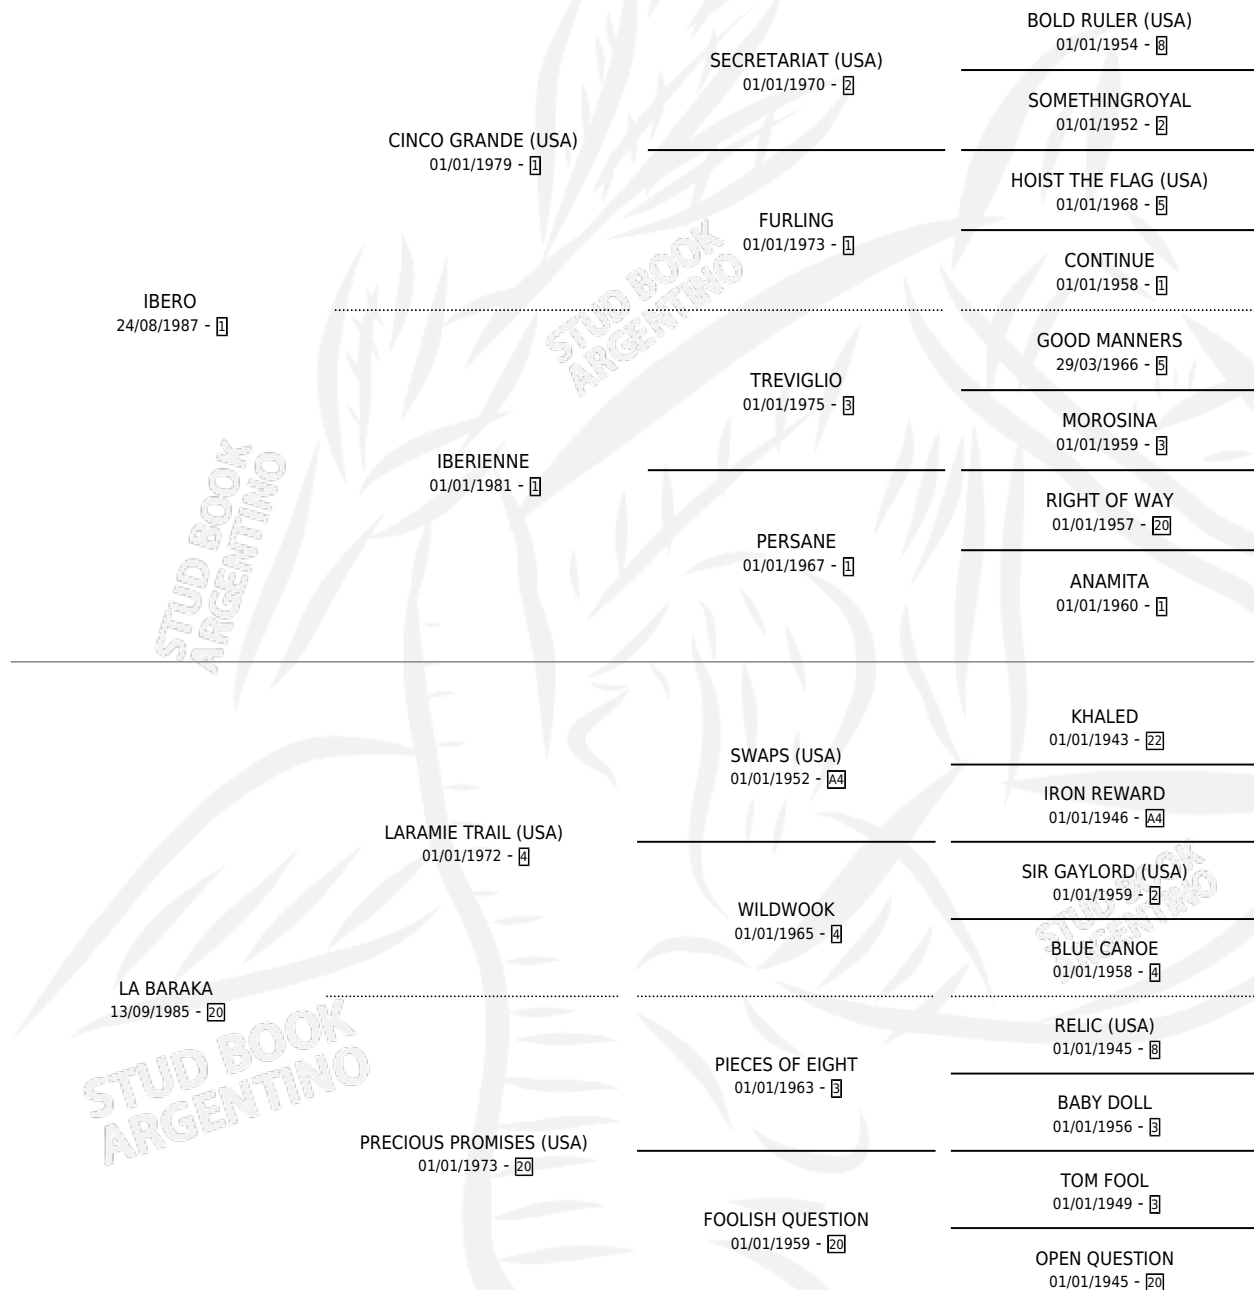 BOLD RULER (USA)
01/01/1954 - 8
SECRETARIAT (USA)
01/01/1970 - 2
SOMETHINGROYAL
01/01/1952 - 2
CINCO GRANDE (USA)
01/01/1979 - 1
HOIST THE FLAG (USA)
01/01/1968 - 5
FURLING
01/01/1973 - 1
CONTINUE
01/01/1958 - 1
IBERO
24/08/1987 - 1
GOOD MANNERS
29/03/1966 - 5
TREVIGLIO
01/01/1975 - 3
MOROSINA
01/01/1959 - 3
IBERIENNE
01/01/1981 - 1
RIGHT OF WAY
01/01/1957 - 20
PERSANE
01/01/1967 - 1
ANAMITA
01/01/1960 - 1
KHALED
01/01/1943 - 22
SWAPS (USA)
01/01/1952 - A4
IRON REWARD
01/01/1946 - A4
LARAMIE TRAIL (USA)
01/01/1972 - 4
SIR GAYLORD (USA)
01/01/1959 - 2
WILDWOOK
01/01/1965 - 4
BLUE CANOE
01/01/1958 - 4
LA BARAKA
13/09/1985 - 20
RELIC (USA)
01/01/1945 - 8
PIECES OF EIGHT
01/01/1963 - 3
BABY DOLL
01/01/1956 - 3
PRECIOUS PROMISES (USA)
01/01/1973 - 20
TOM FOOL
01/01/1949 - 3
FOOLISH QUESTION
01/01/1959 - 20
OPEN QUESTION
01/01/1945 - 20
STUD BOOK
ARGENTINO
STUD BOOK
ARGENTINO
STUD BOOK
ARGENTINO
STUD BOOK
ARGENTINO